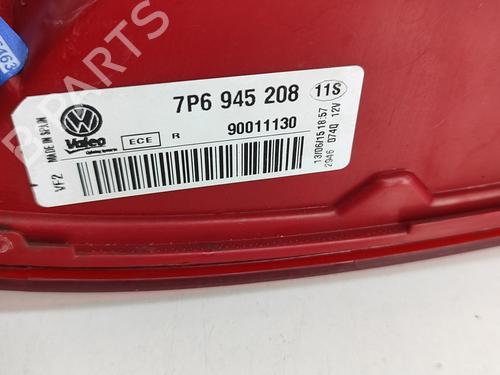 5463
MADE IN SPAIN
Valeo
7P6 945 208
11S
ECE R
90011130
VF2
13/06/15 18:57
2946 0740 12V
B-Parts